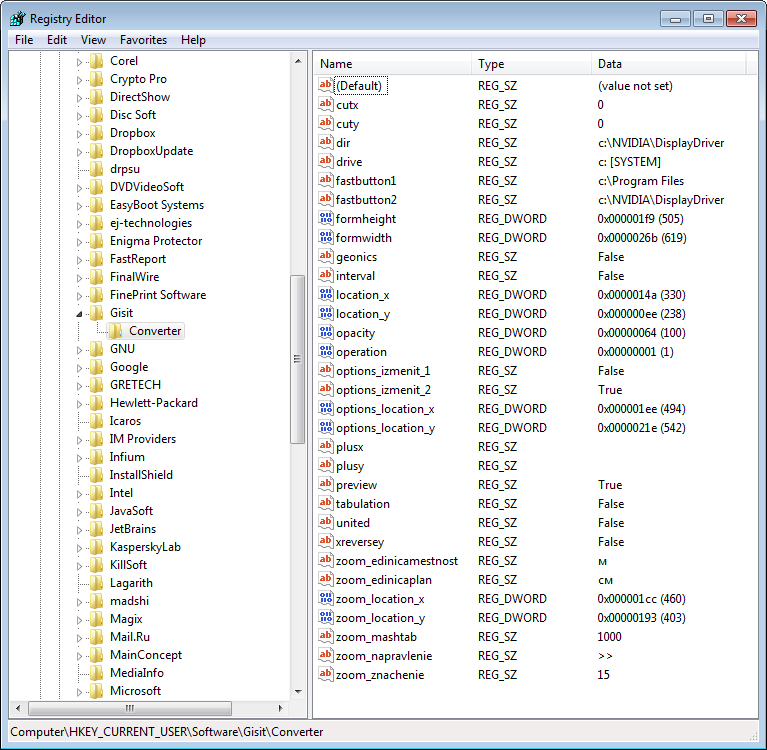 Registry Editor
File Edit View Favorites Help
Corel
Crypto Pro
DirectShow
Disc Soft
Dropbox
DropboxUpdate
drpsu
DVDVideoSoft
EasyBoot Systems
ej-technologies
Enigma Protector
FastReport
FinalWire
FinePrint Software
Gisit
Converter
GNU
Google
GRETECH
Hewlett-Packard
Icaros
IM Providers
Infium
InstallShield
Intel
JavaSoft
JetBrains
KasperskyLab
KillSoft
Lagarith
madshi
Magix
Mail.Ru
MainConcept
MediaInfo
Microsoft
Name Type Data
(Default) REG_SZ (value not set)
cutx REG_SZ 0
cuty REG_SZ 0
dir REG_SZ c:\NVIDIA\DisplayDriver
drive REG_SZ c: [SYSTEM]
fastbutton1 REG_SZ c:\Program Files
fastbutton2 REG_SZ c:\NVIDIA\DisplayDriver
formheight REG_DWORD 0x000001f9 (505)
formwidth REG_DWORD 0x0000026b (619)
geonics REG_SZ False
interval REG_SZ False
location_x REG_DWORD 0x0000014a (330)
location_y REG_DWORD 0x000000ee (238)
opacity REG_DWORD 0x00000064 (100)
operation REG_DWORD 0x00000001 (1)
options_izmenit_1 REG_SZ False
options_izmenit_2 REG_SZ True
options_location_x REG_DWORD 0x000001ee (494)
options_location_y REG_DWORD 0x0000021e (542)
plusx REG_SZ
plusy REG_SZ
preview REG_SZ True
tabulation REG_SZ False
united REG_SZ False
xreversey REG_SZ False
zoom_edinicamestnost REG_SZ м
zoom_edinicaplan REG_SZ см
zoom_location_x REG_DWORD 0x000001cc (460)
zoom_location_y REG_DWORD 0x00000193 (403)
zoom_mashtab REG_SZ 1000
zoom_napravlenie REG_SZ >>
zoom_znachenie REG_SZ 15
Computer\HKEY_CURRENT_USER\Software\Gisit\Converter